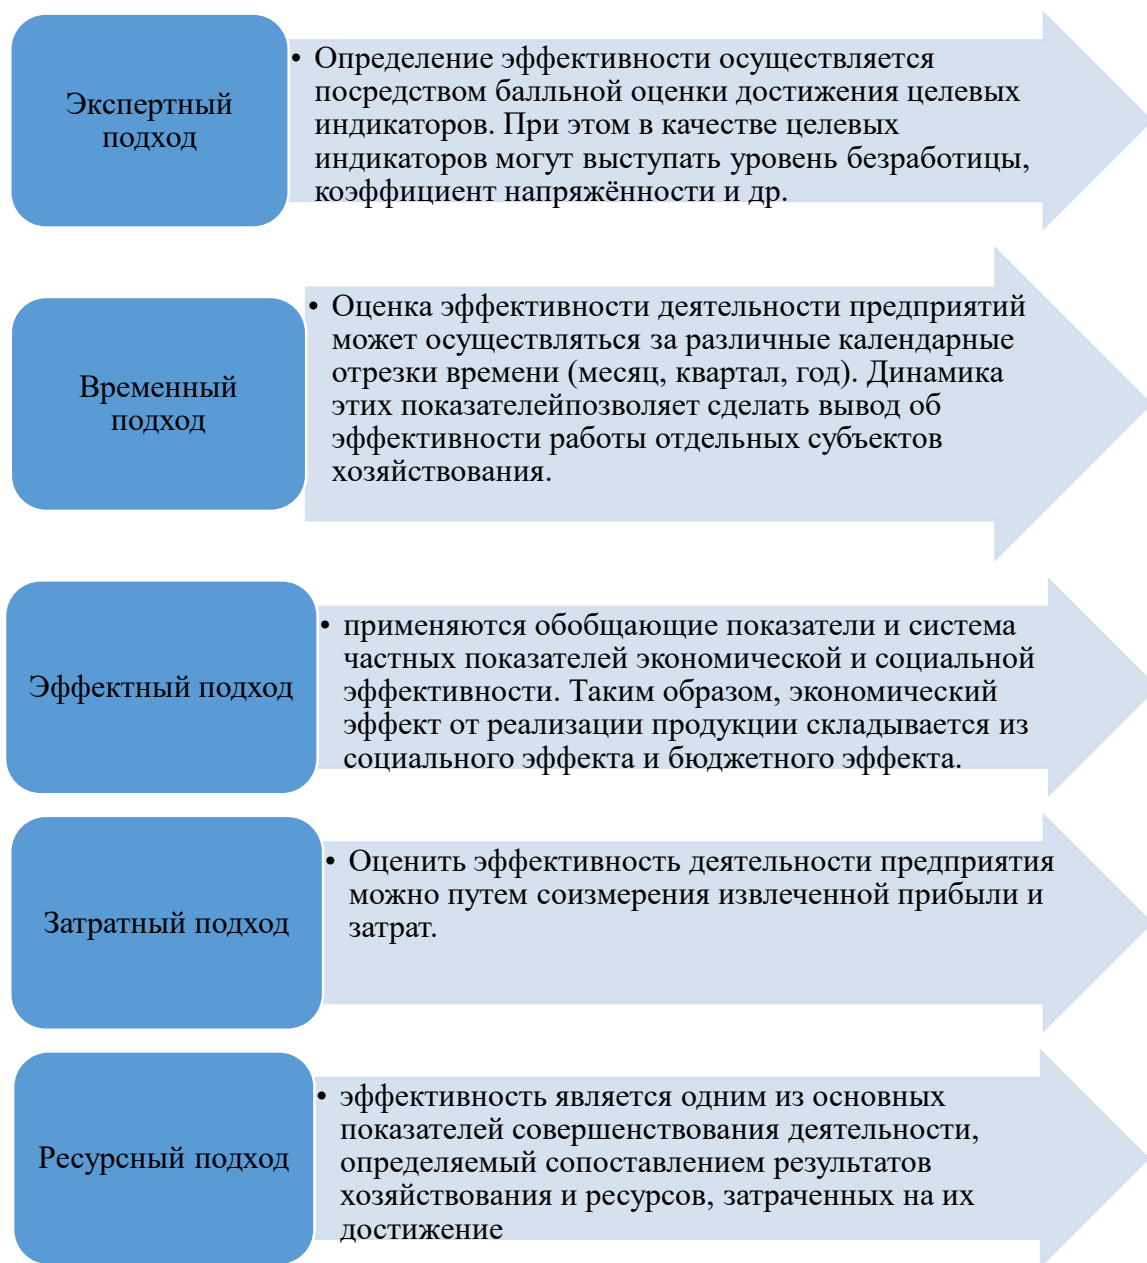 Экспертный
подход
• Определение эффективности осуществляется
посредством балльной оценки достижения целевых
индикаторов. При этом в качестве целевых
индикаторов могут выступать уровень безработицы,
коэффициент напряжённости и др.
Временный
подход
• Оценка эффективности деятельности предприятий
может осуществляться за различные календарные
отрезки времени (месяц, квартал, год). Динамика
этих показателейпозволяет сделать вывод об
эффективности работы отдельных субъектов
хозяйствования.
Эффектный подход
• применяются обобщающие показатели и система
частных показателей экономической и социальной
эффективности. Таким образом, экономический
эффект от реализации продукции складывается из
социального эффекта и бюджетного эффекта.
Затратный подход
• Оценить эффективность деятельности предприятия
можно путем соизмерения извлеченной прибыли и
затрат.
Ресурсный подход
• эффективность является одним из основных
показателей совершенствования деятельности,
определяемый сопоставлением результатов
хозяйствования и ресурсов, затраченных на их
достижение